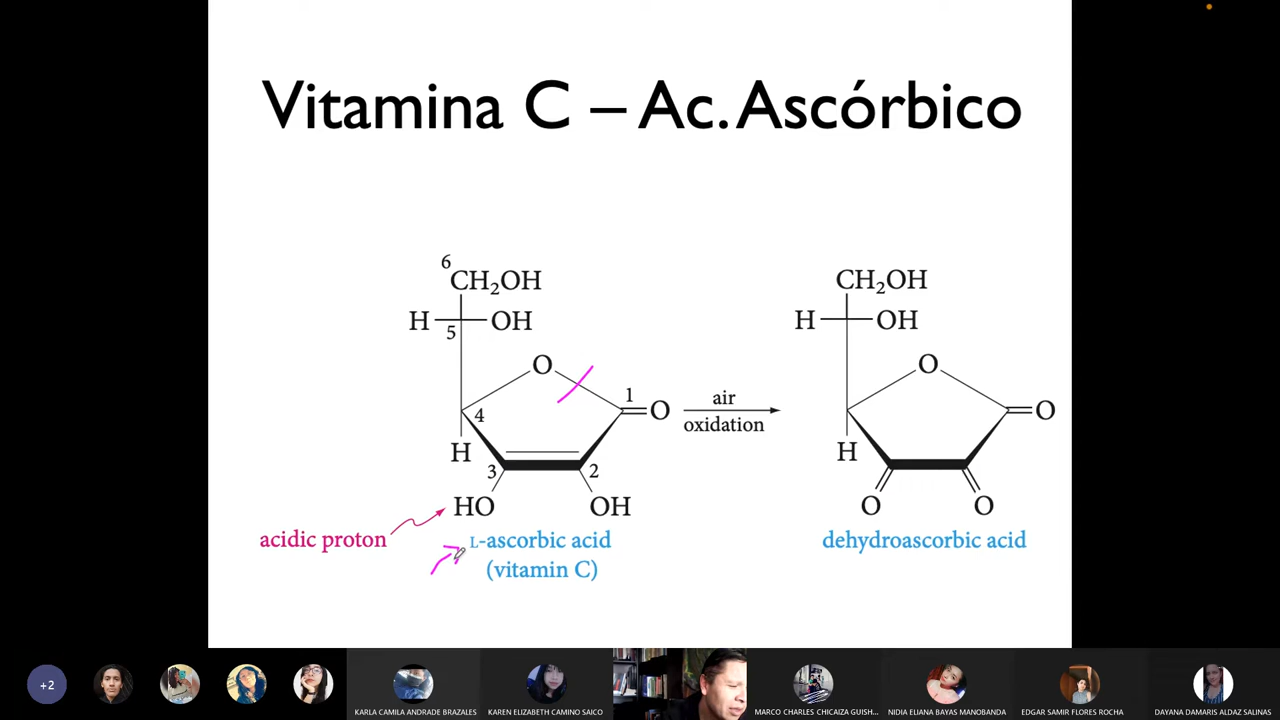 Vitamina C – Ac. Ascórbico
6
CH₂OH
H
OH
5
O
1
O
4
H
3
2
HO
OH
acidic proton
L-ascorbic acid
(vitamin C)
air
oxidation
CH₂OH
H
OH
O
O
H
O
O
dehydroascorbic acid
+2
KARLA CAMILA ANDRADE BRAZALES
KAREN ELIZABETH CAMINO SAICO
MARCO CHARLES CHICAIZA GUISH...
NIDIA ELIANA BAYAS MANOBANDA
EDGAR SAMIR FLORES ROCHA
DAYANA DAMARIS ALDAZ SALINAS